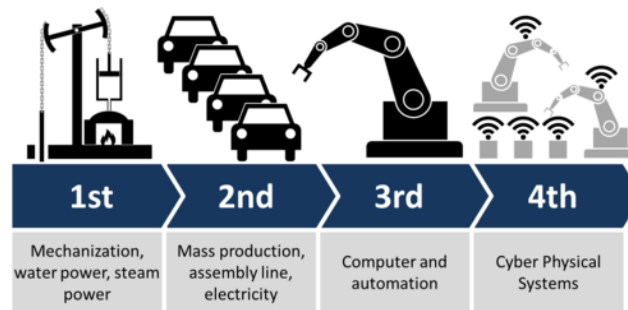 1st
2nd
3rd
4th
Mechanization,
water power, steam
power
Mass production,
assembly line,
electricity
Computer and
automation
Cyber Physical
Systems